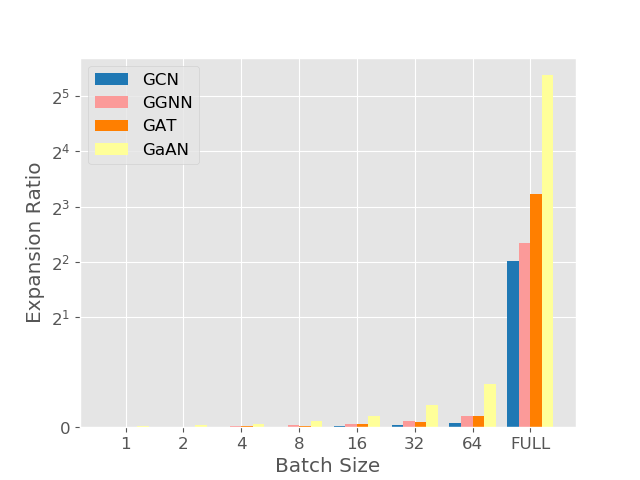 GCN
GGNN
GAT
GaAN
Expansion Ratio
2^5
2^4
2^3
2^2
2^1
0
1 2 4 8 16 32 64 FULL
Batch Size